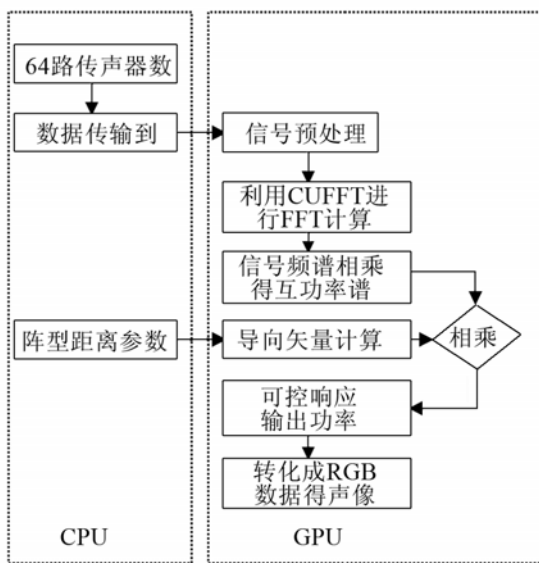 64路传声器数
数据传输到
信号预处理
利用CUFFT进
行FFT计算
信号频谱相乘
得互功率谱
阵型距离参数
导向矢量计算
相乘
可控响应
输出功率
转化成RGB
数据得声像
CPU
GPU